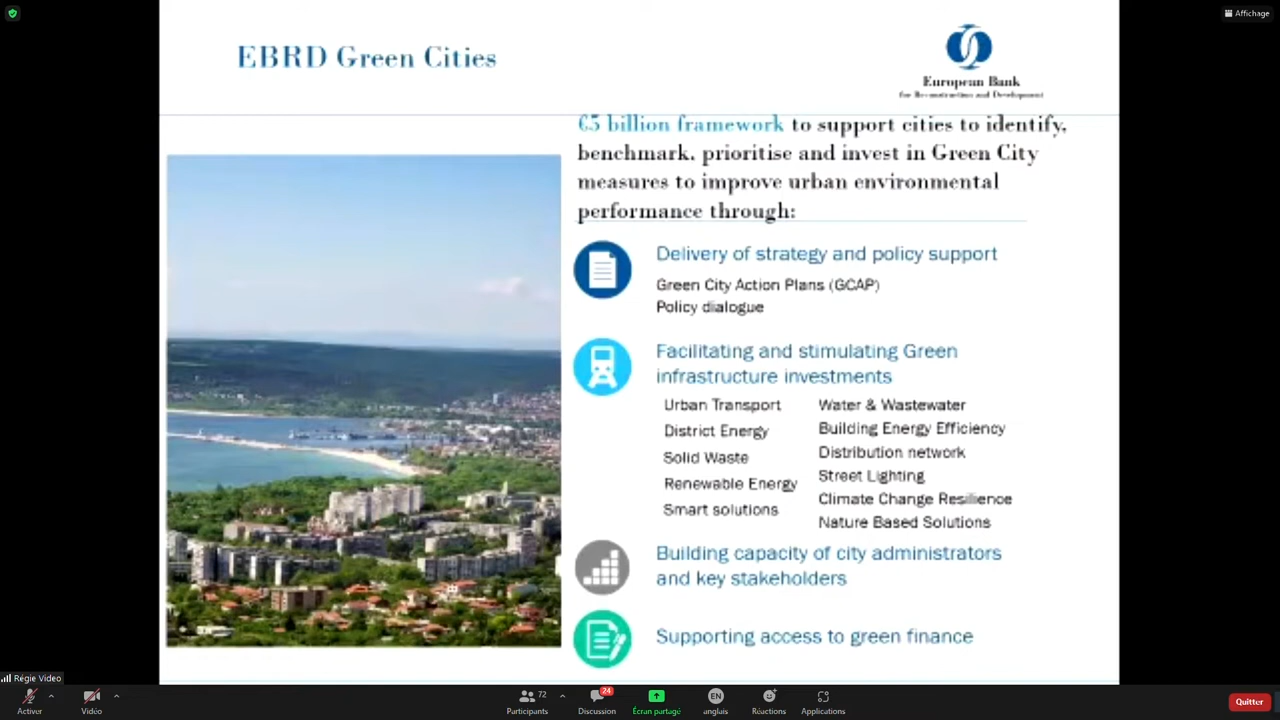 Affichage
EBRD Green Cities
European Bank
for Reconstruction and Development
€5 billion framework to support cities to identify,
benchmark, prioritise and invest in Green City
measures to improve urban environmental
performance through:
Delivery of strategy and policy support
Green City Action Plans (GCAP)
Policy dialogue
Facilitating and stimulating Green
infrastructure investments
Urban Transport
District Energy
Solid Waste
Renewable Energy
Smart solutions
Water & Wastewater
Building Energy Efficiency
Distribution network
Street Lighting
Climate Change Resilience
Nature Based Solutions
Building capacity of city administrators
and key stakeholders
Supporting access to green finance
Régie Video
Activer
Vidéo
72
Participants
24
Discussion
Écran partagé
EN
anglais
Réactions
Applications
Quitter